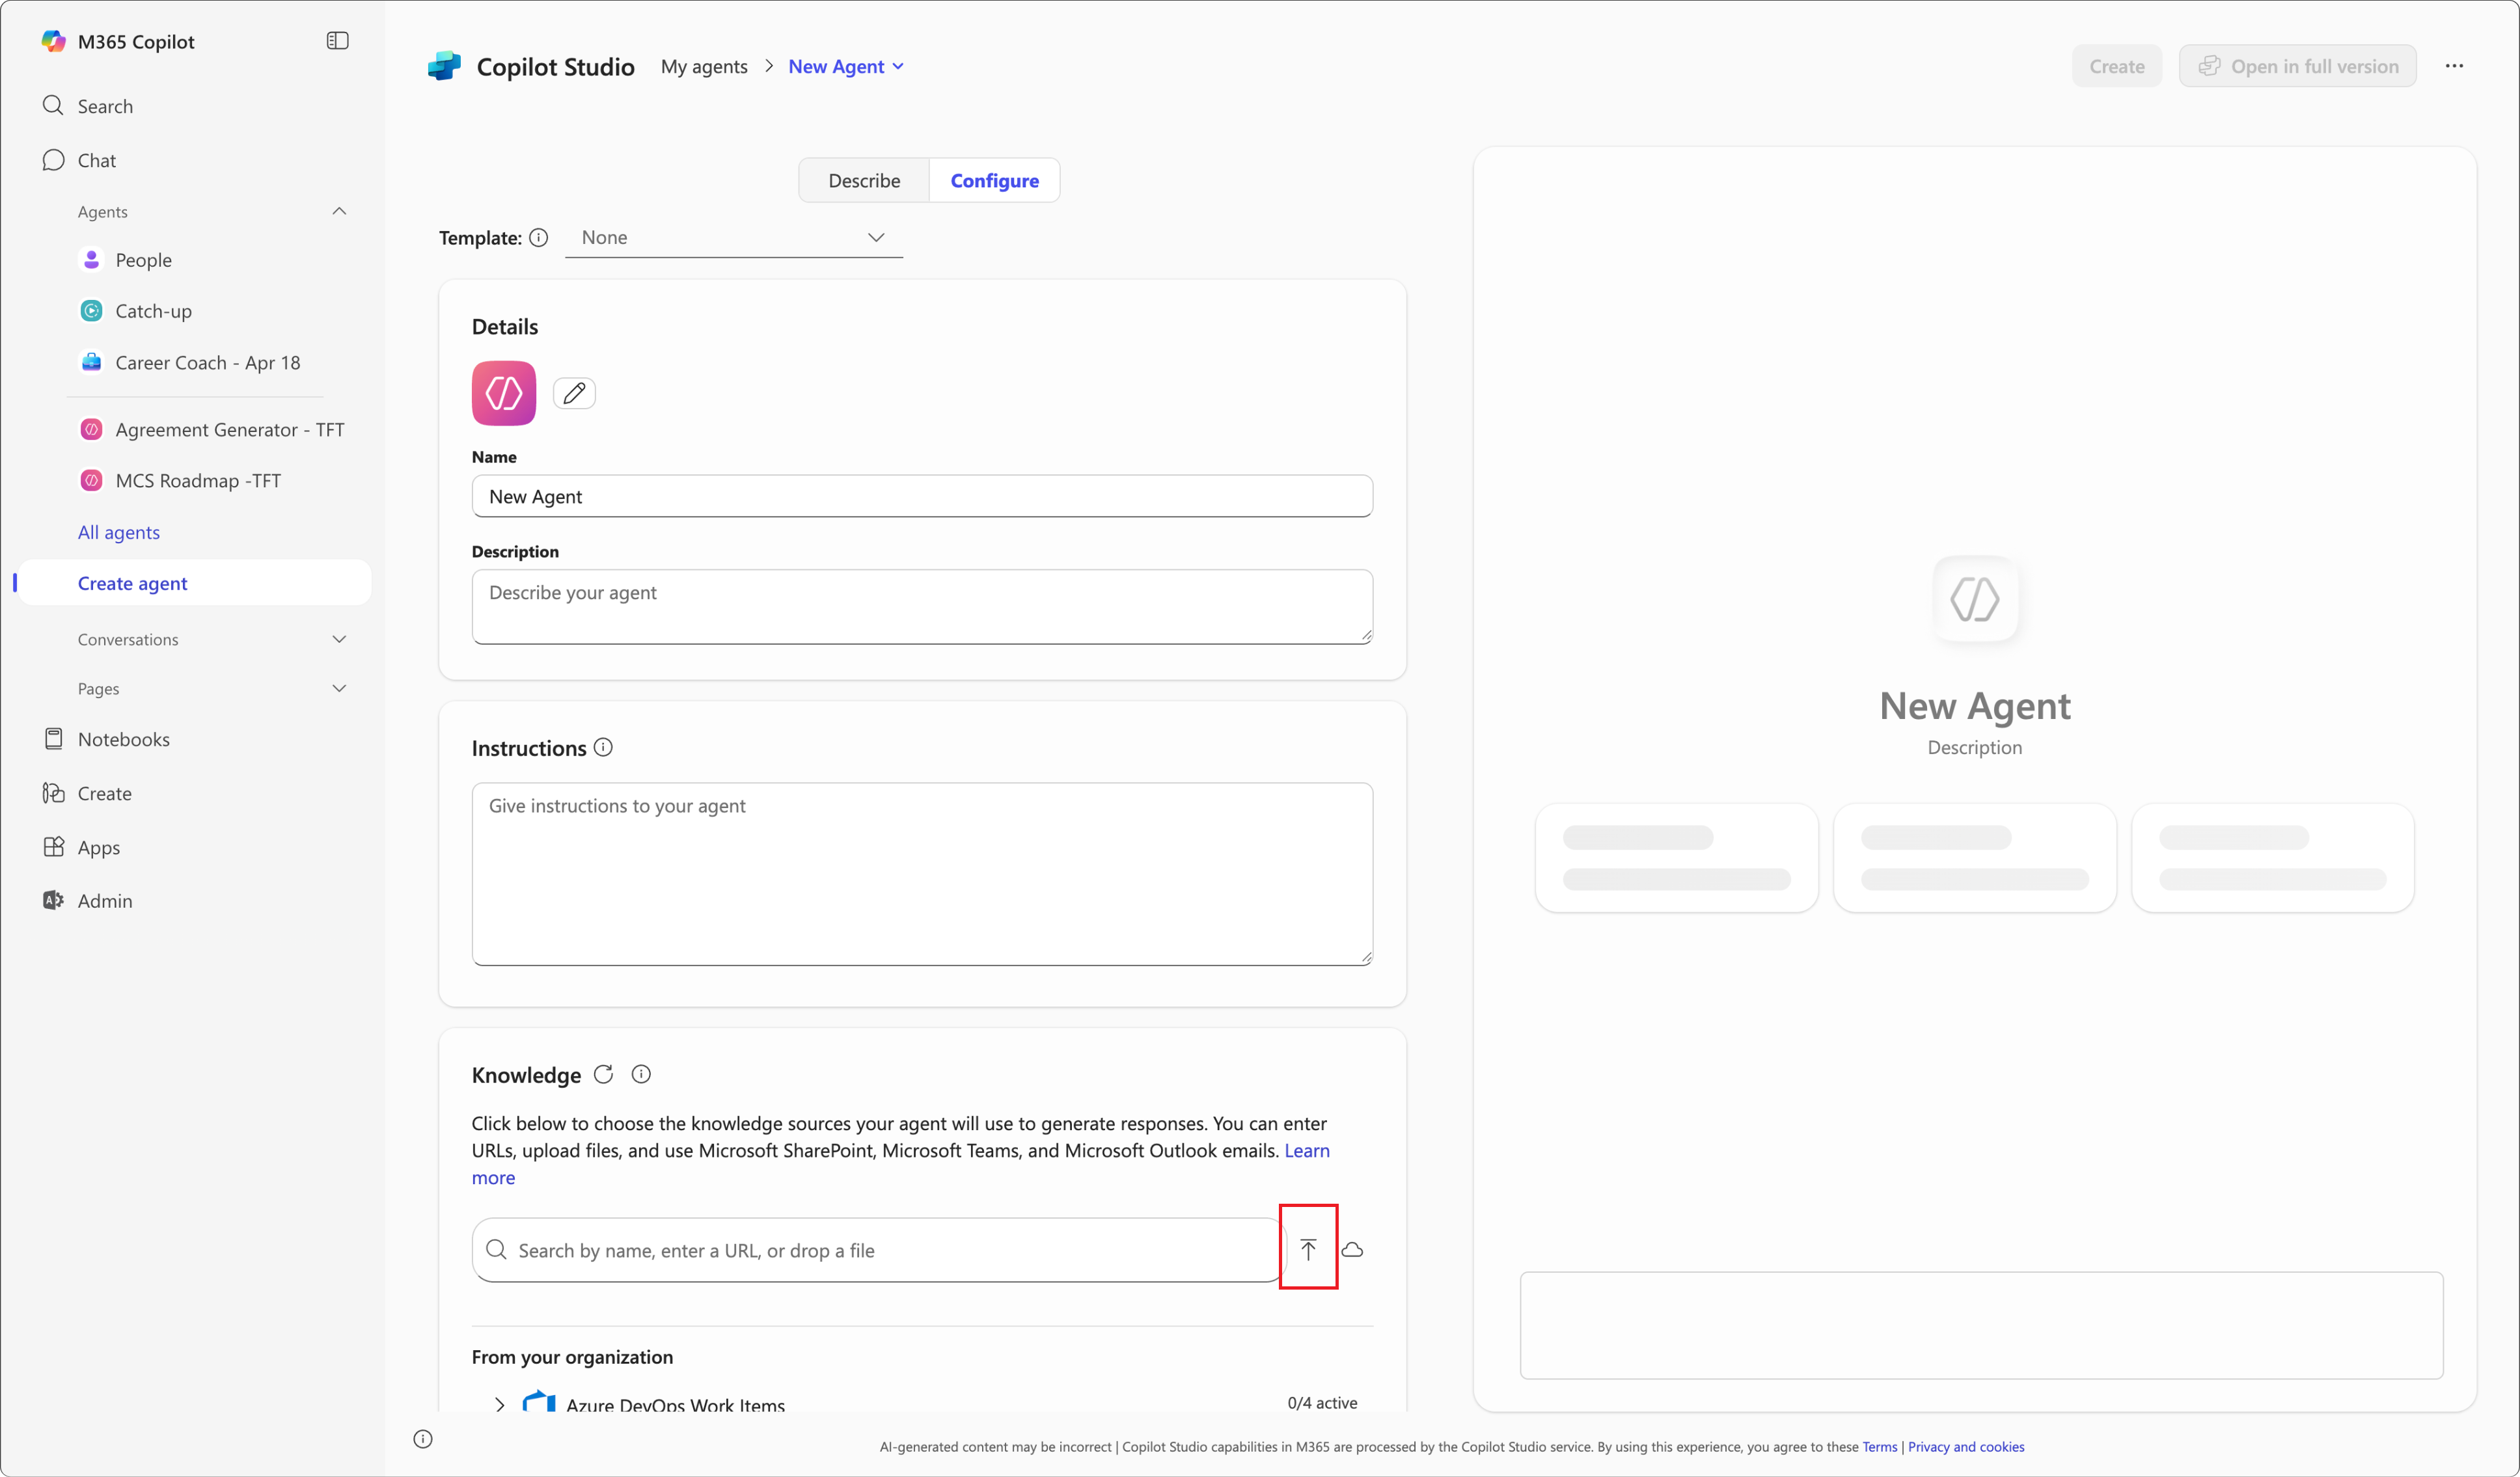 M365 Copilot
Search
Chat
Agents
People
Catch-up
Career Coach - Apr 18
Agreement Generator - TFT
MCS Roadmap -TFT
All agents
Create agent
Conversations
Pages
Notebooks
Create
Apps
Admin
Copilot Studio My agents > New Agent
Create Open in full version
Describe Configure
Template: None
Details
Name
New Agent
Description
Describe your agent
Instructions
Give instructions to your agent
Knowledge
Click below to choose the knowledge sources your agent will use to generate responses. You can enter
URLs, upload files, and use Microsoft SharePoint, Microsoft Teams, and Microsoft Outlook emails. Learn
more
Search by name, enter a URL, or drop a file
From your organization
Azure DevOps Work Items 0/4 active
New Agent
Description
AI-generated content may be incorrect | Copilot Studio capabilities in M365 are processed by the Copilot Studio service. By using this experience, you agree to these Terms | Privacy and cookies